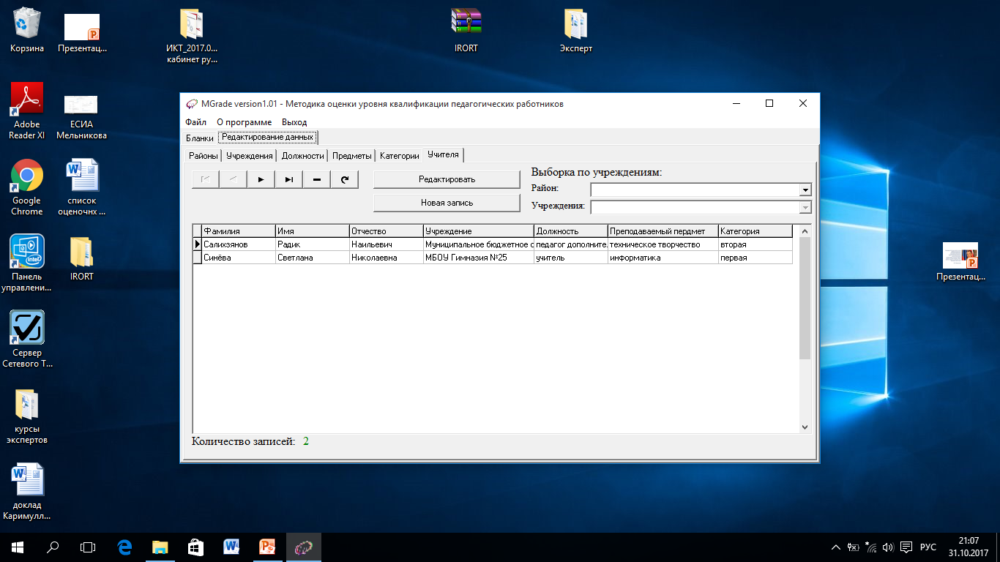 Корзина
Презентац...
ИКТ_2017.0...
кабинет ру...
IRORT
Эксперт
Adobe
Reader XI
ЕСИА
Мельникова
Google
Chrome
список
оценочнх ...
Панель
управлени...
IRORT
Сервер
Сетевого Т...
курсы
экспертов
доклад
Каримулл...
Презентац...
MGrade version1.01 - Методика оценки уровня квалификации педагогических работников
Файл О программе Выход
Бланки Редактирование данных
Районы Учреждения Должности Предметы Категории Учителя
Редактировать
Новая запись
Выборка по учреждениям:
Район:
Учреждения:
Фамилия Имя Отчество Учреждение Должность Преподаваемый пердмет Категория
Салихзянов Радик Наильевич Муниципальное бюджетное о педагог дополните. техническое творчество вторая
Синёва Светлана Николаевна МБОУ Гимназия №25 учитель информатика первая
Количество записей: 2
РУС
21:07
31.10.2017